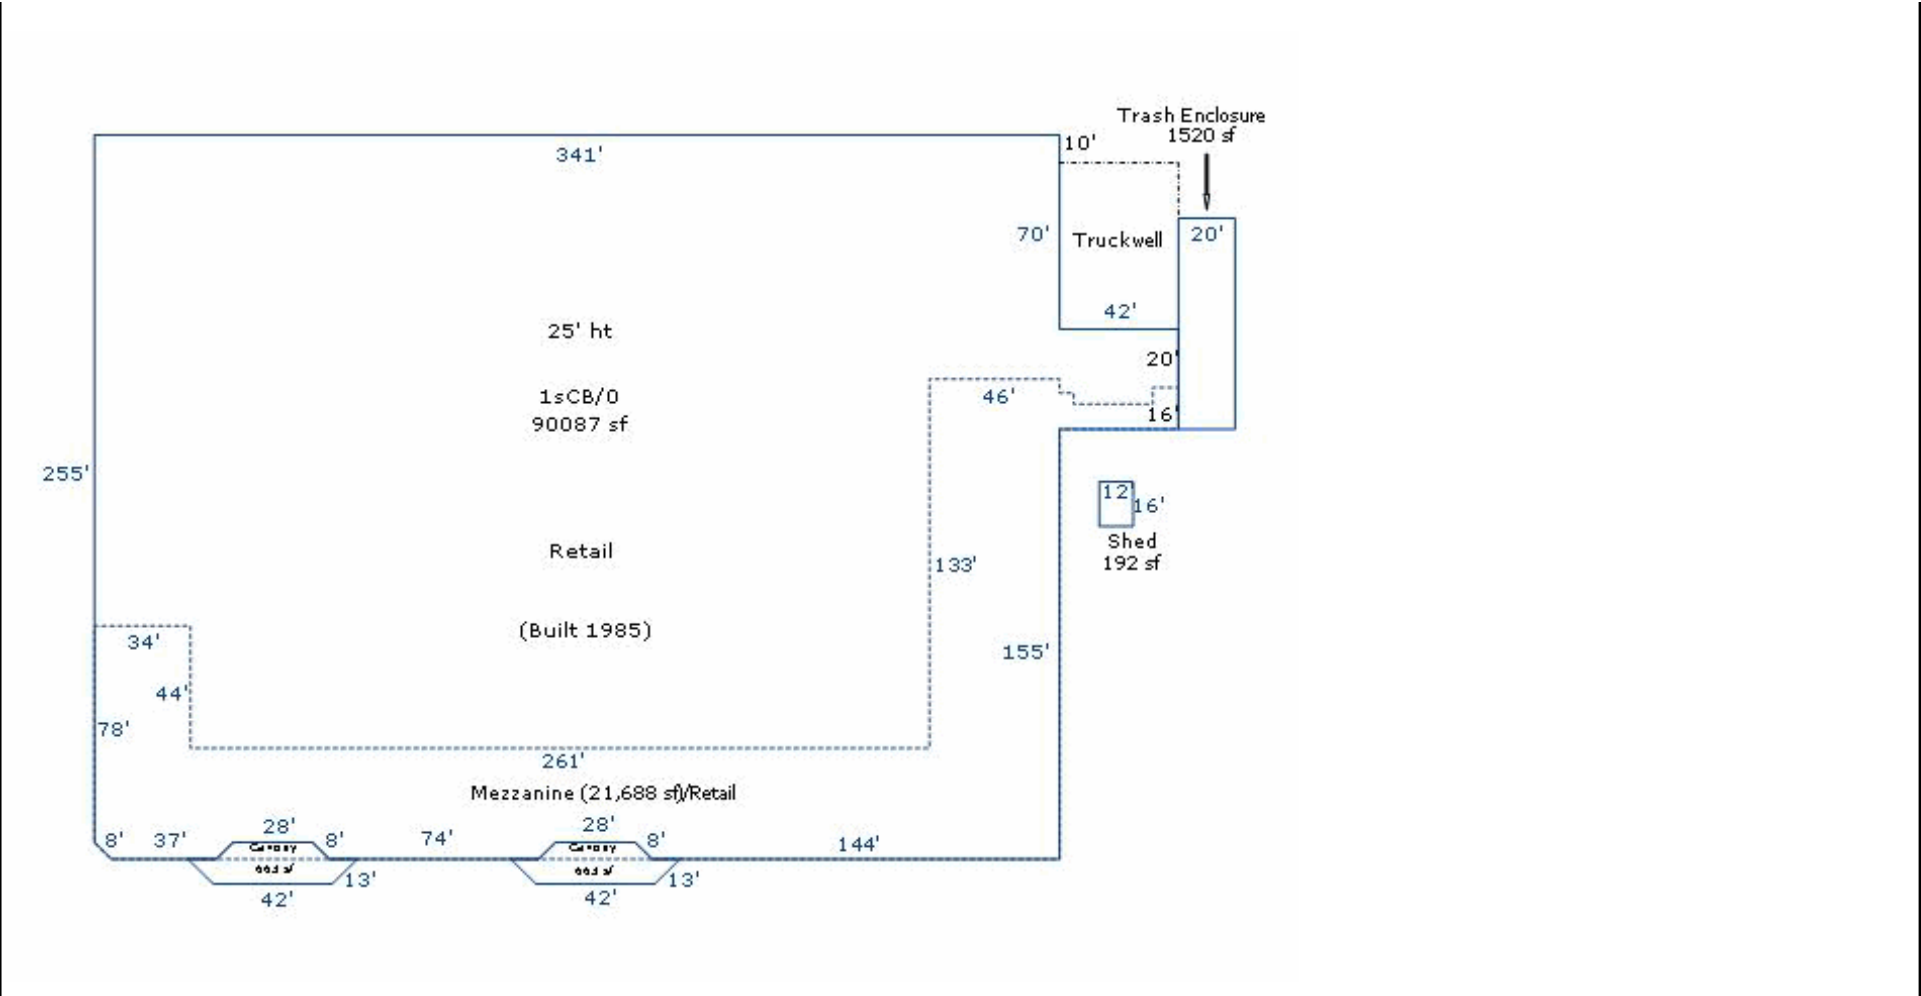 Trash Enclosure
1520 sf
341'
10'
70'
Truckwell
20'
42'
25' ht
20'
1sCB/0
90087 sf
46'
16'
255'
12'
16'
Shed
192 sf
Retail
133'
(Built 1985)
34'
155'
44'
78'
261'
Mezzanine (21,688 sf)/Retail
8'
37'
28'
8'
74'
28'
8'
144'
Canopy
Canopy
13'
13'
42'
42'